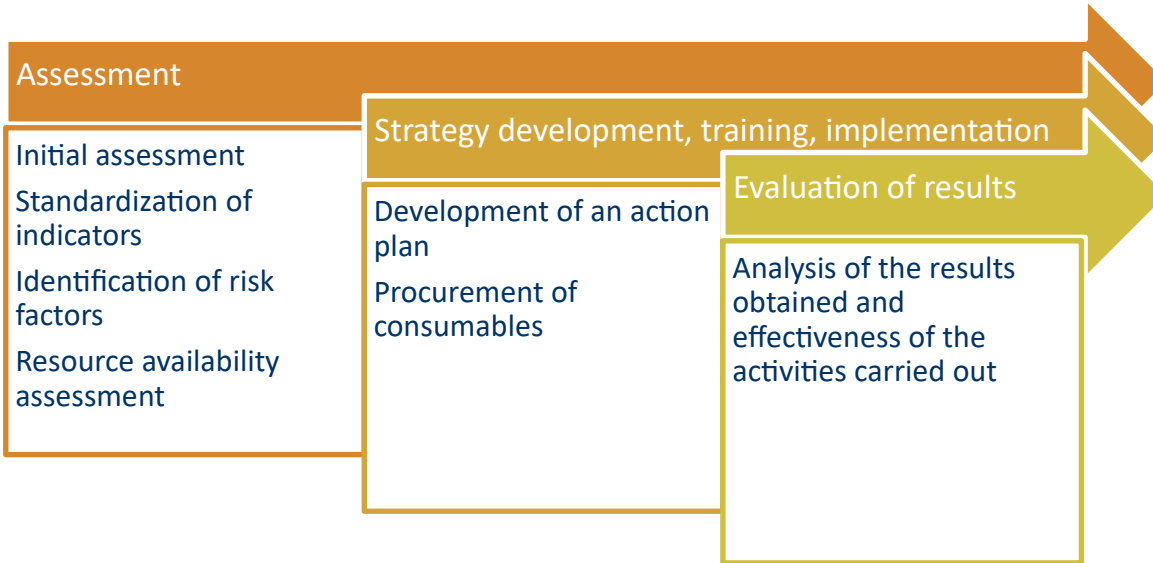 Assessment
Initial assessment
Standardization of
indicators
Identification of risk
factors
Resource availability
assessment
Strategy development, training, implementation
Development of an action
plan
Procurement of
consumables
Evaluation of results
Analysis of the results
obtained and
effectiveness of the
activities carried out